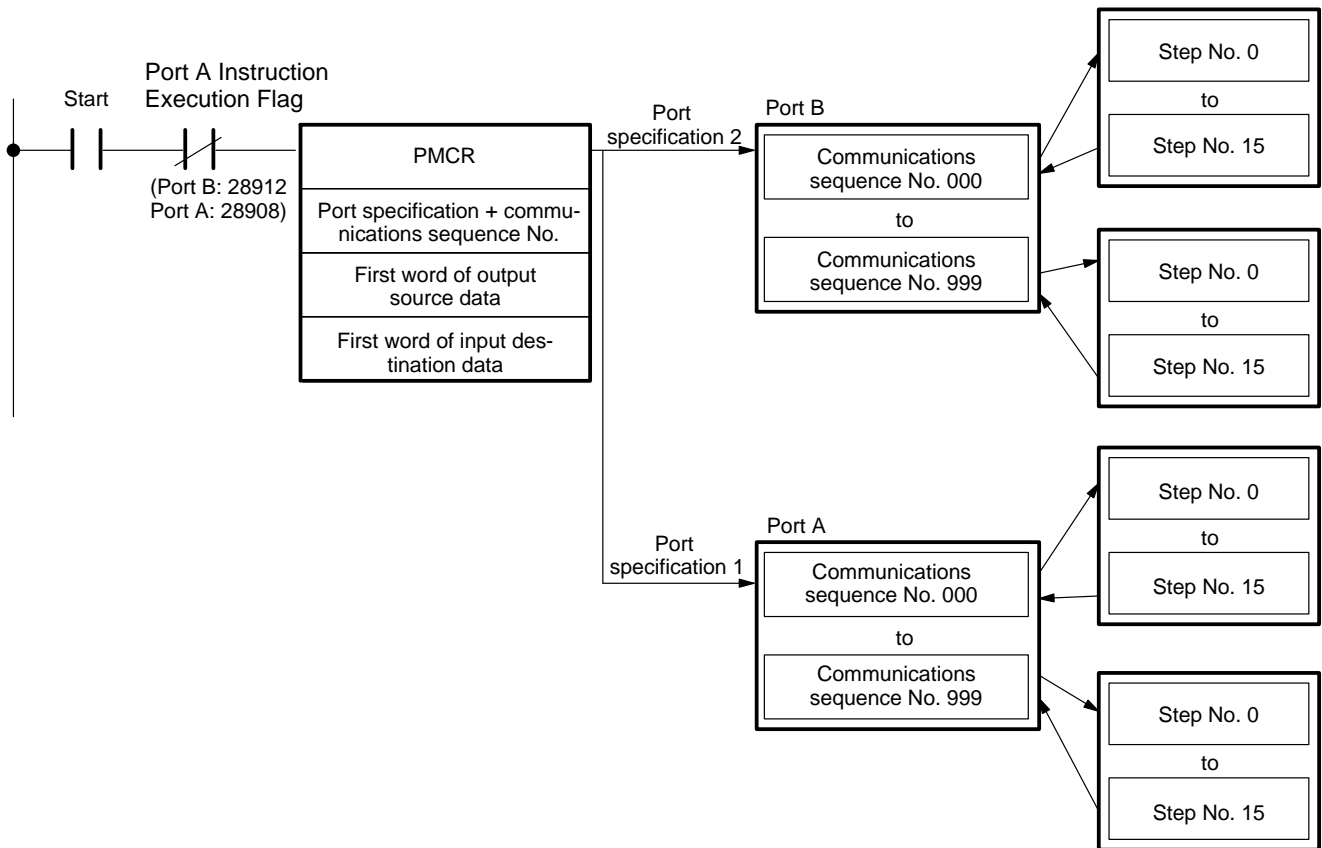 Start
Port A Instruction
Execution Flag
(Port B: 28912
Port A: 28908)
PMCR
Port specification + commu-
nications sequence No.
First word of output
source data
First word of input des-
tination data
Port
specification 2
Port B
Communications
sequence No. 000
to
Communications
sequence No. 999
Step No. 0
to
Step No. 15
Step No. 0
to
Step No. 15
Port
specification 1
Port A
Communications
sequence No. 000
to
Communications
sequence No. 999
Step No. 0
to
Step No. 15
Step No. 0
to
Step No. 15